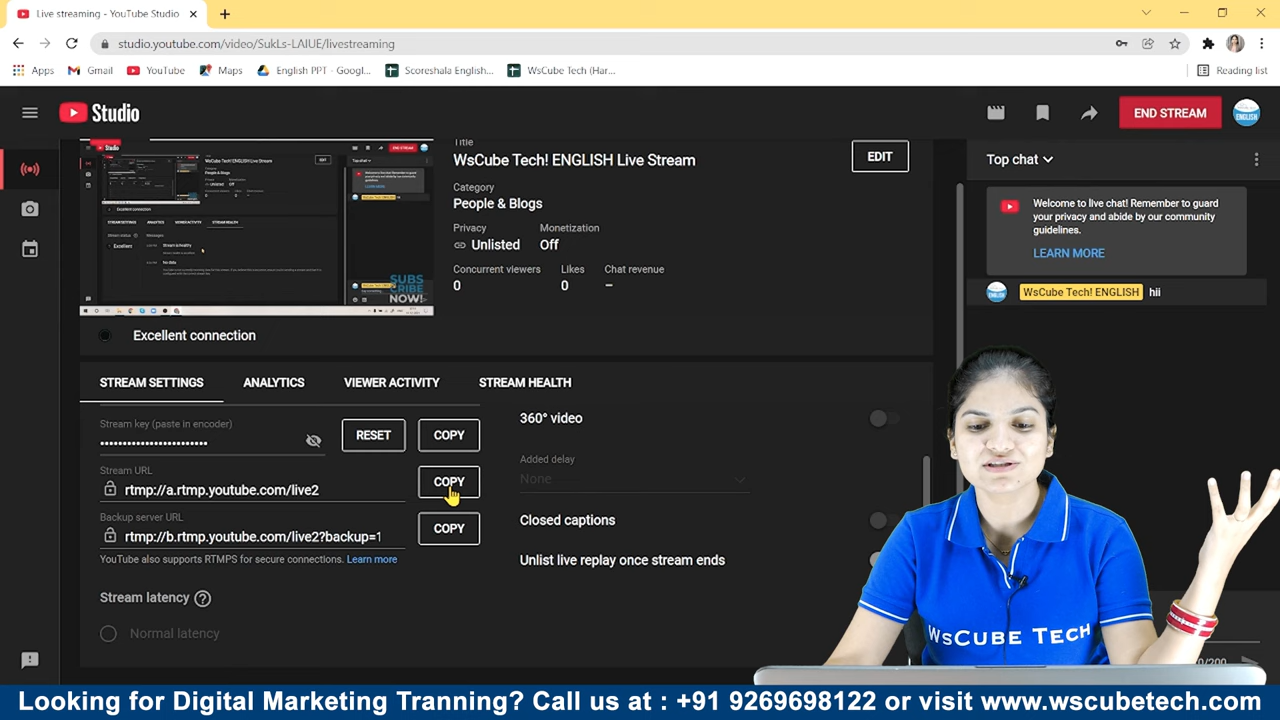 Live streaming - YouTube Studio
studio.youtube.com/video/SukLs-LAIUE/livestreaming
Apps Gmail YouTube Maps English PPT - Googl... Scoreshala English... WsCube Tech (Har... Reading list
Studio
END STREAM
ENGLISH
Title
WsCube Tech! ENGLISH Live Stream
EDIT
Category
People & Blogs
Privacy Monetization
Unlisted Off
Concurrent viewers Likes Chat revenue
0 0 –
SUBS
CRIBE
NOW!
Excellent connection
Top chat
Welcome to live chat! Remember to guard
your privacy and abide by our community
guidelines.
LEARN MORE
WsCube Tech! ENGLISH hii
STREAM SETTINGS ANALYTICS VIEWER ACTIVITY STREAM HEALTH
Stream key (paste in encoder)
•••••••••••••••••••••••• RESET COPY
Stream URL
rtmp://a.rtmp.youtube.com/live2 COPY
Backup server URL
rtmp://b.rtmp.youtube.com/live2?backup=1 COPY
YouTube also supports RTMPS for secure connections. Learn more
Stream latency
Normal latency
360° video
Added delay
None
Closed captions
Unlist live replay once stream ends
WsCUBE TECH
0/200
Looking for Digital Marketing Tranning? Call us at : +91 9269698122 or visit www.wscubetech.com